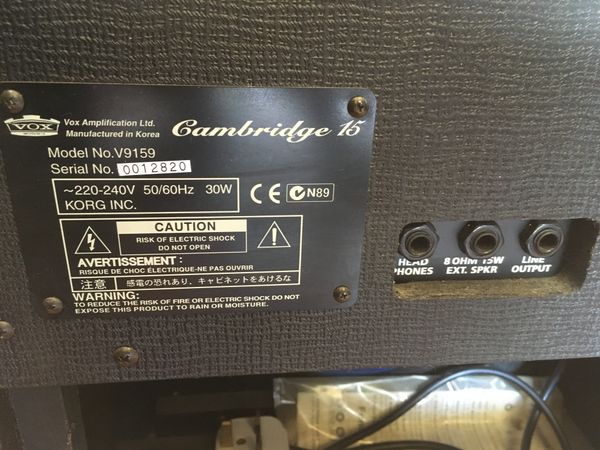 VOX
Vox Amplification Ltd.
Manufactured in Korea
Cambridge 15
Model No.V9159
Serial No. 0012820
~220-240V 50/60Hz 30W
KORG INC.
CE N89
CAUTION
RISK OF ELECTRIC SHOCK
DO NOT OPEN
AVERTISSEMENT:
RISQUE DE CHOC ÉLECTRIQUE-NE PAS OUVRIR
注意 感電の恐れあり、キャビネットをあけるな
WARNING:
TO REDUCE THE RISK OF FIRE OR ELECTRIC SHOCK DO NOT
EXPOSE THIS PRODUCT TO RAIN OR MOISTURE.
HEAD PHONES
8 OHM 15W
EXT. SPKR
LINE
OUTPUT